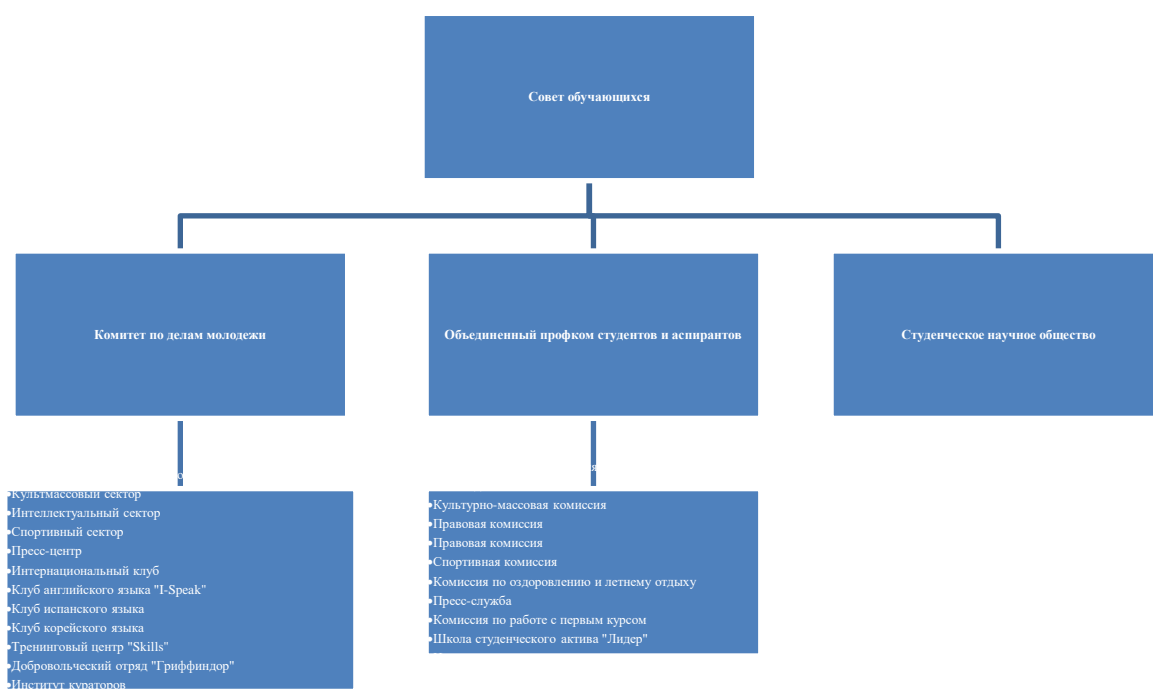 Совет обучающихся
Комитет по делам молодежи
Объединенный профком студентов и аспирантов
Студенческое научное общество
•Культмассовый сектор
•Интеллектуальный сектор
•Спортивный сектор
•Пресс-центр
•Интернациональный клуб
•Клуб английского языка "I-Speak"
•Клуб испанского языка
•Клуб корейского языка
•Тренинговый центр "Skills"
•Добровольческий отряд "Гриффиндор"
•Институт кураторов
•Культурно-массовая комиссия
•Правовая комиссия
•Правовая комиссия
•Спортивная комиссия
•Комиссия по оздоровлению и летнему отдыху
•Пресс-служба
•Комиссия по работе с первым курсом
•Школа студенческого актива "Лидер"